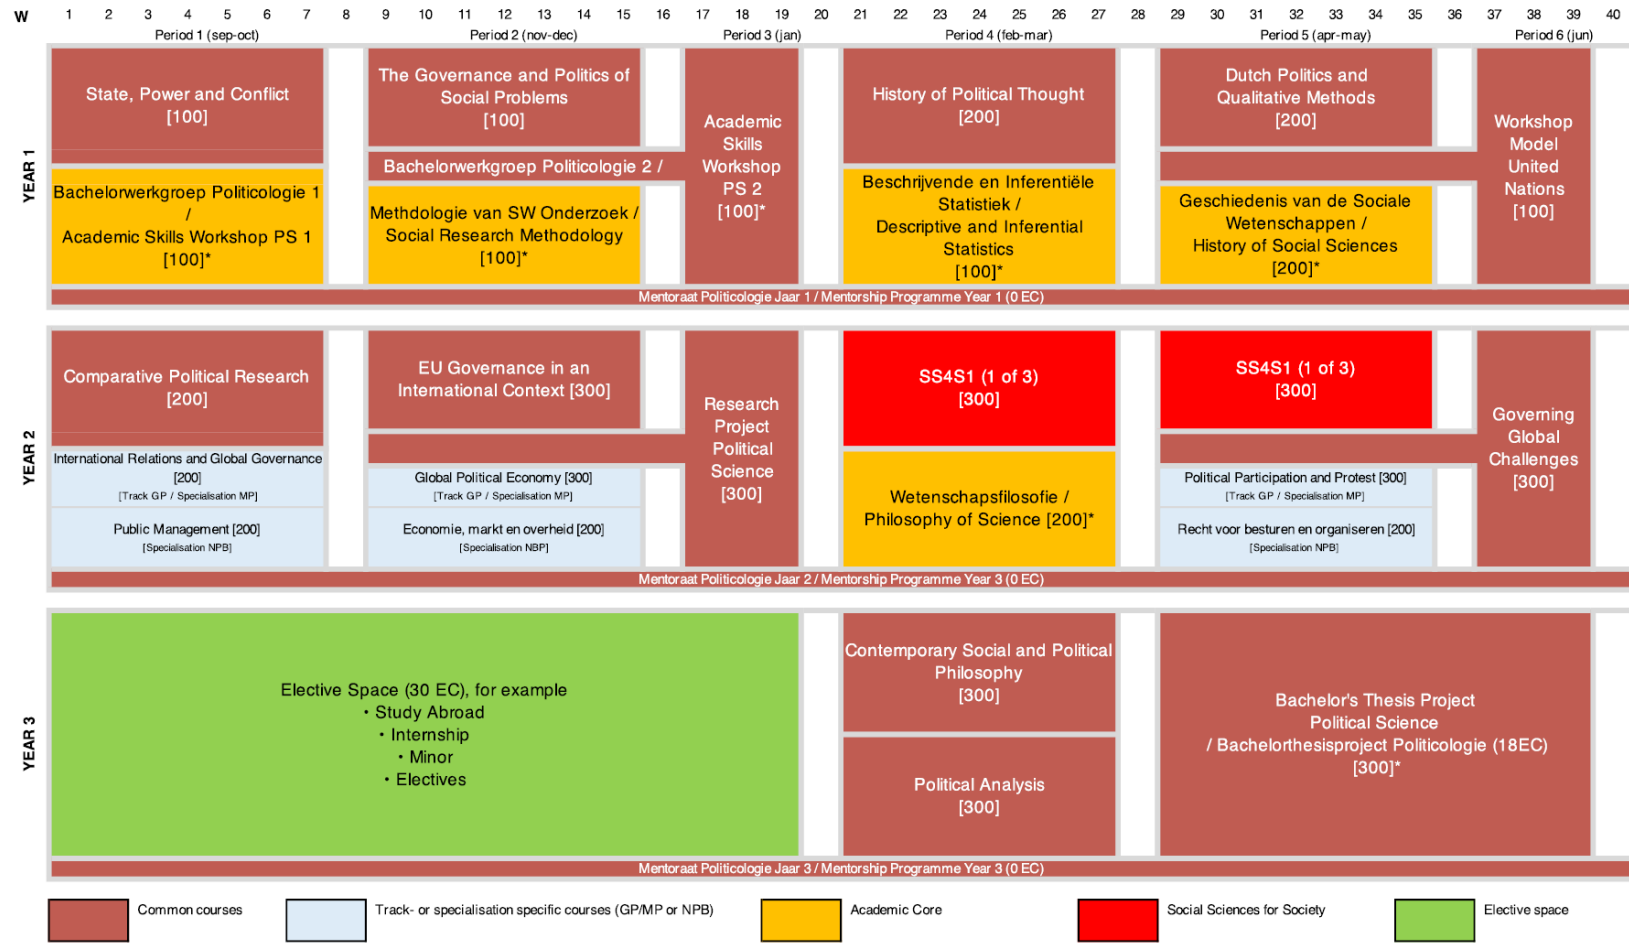 W 1 2 3 4 5 6 7 8 9 10 11 12 13 14 15 16 17 18 19 20 21 22 23 24 25 26 27 28 29 30 31 32 33 34 35 36 37 38 39 40
Period 1 (sep-oct) Period 2 (nov-dec) Period 3 (jan) Period 4 (feb-mar) Period 5 (apr-may) Period 6 (jun)
YEAR 1
State, Power and Conflict
[100]
Bachelorwerkgroep Politicologie 1
/
Academic Skills Workshop PS 1
[100]*
The Governance and Politics of
Social Problems
[100]
Bachelorwerkgroep Politicologie 2 /
Methdologie van SW Onderzoek /
Social Research Methodology
[100]*
Academic
Skills
Workshop
PS 2
[100]*
History of Political Thought
[200]
Beschrijvende en Inferentiële
Statistiek /
Descriptive and Inferential
Statistics
[100]*
Dutch Politics and
Qualitative Methods
[200]
Geschiedenis van de Sociale
Wetenschappen /
History of Social Sciences
[200]*
Workshop
Model
United
Nations
[100]
Mentoraat Politicologie Jaar 1 / Mentorship Programme Year 1 (0 EC)
YEAR 2
Comparative Political Research
[200]
International Relations and Global Governance
[200]
[Track GP / Specialisation MP]
Public Management [200]
[Specialisation NPB]
EU Governance in an
International Context [300]
Global Political Economy [300]
[Track GP / Specialisation MP]
Economie, markt en overheid [200]
[Specialisation NBP]
Research
Project
Political
Science
[300]
SS4S1 (1 of 3)
[300]
Wetenschapsfilosofie /
Philosophy of Science [200]*
SS4S1 (1 of 3)
[300]
Political Participation and Protest [300]
[Track GP / Specialisation MP]
Recht voor besturen en organiseren [200]
[Specialisation NPB]
Governing
Global
Challenges
[300]
Mentoraat Politicologie Jaar 2 / Mentorship Programme Year 3 (0 EC)
YEAR 3
Elective Space (30 EC), for example
• Study Abroad
• Internship
• Minor
• Electives
Contemporary Social and Political
Philosophy
[300]
Political Analysis
[300]
Bachelor's Thesis Project
Political Science
/ Bachelorthesisproject Politicologie (18EC)
[300]*
Mentoraat Politicologie Jaar 3 / Mentorship Programme Year 3 (0 EC)
Common courses
Track- or specialisation specific courses (GP/MP or NPB)
Academic Core
Social Sciences for Society
Elective space